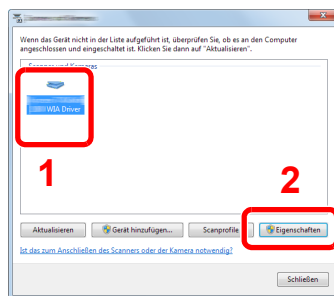 Wenn das Gerät nicht in der Liste aufgeführt ist, überprüfen Sie, ob es an den Computer
angeschlossen und eingeschaltet ist. Klicken Sie dann auf "Aktualisieren".
Scanner und Kameras
WIA Driver
1
2
Aktualisieren
Gerät hinzufügen...
Scanprofile
Eigenschaften
Ist das zum Anschließen des Scanners oder der Kamera notwendig?
Schließen